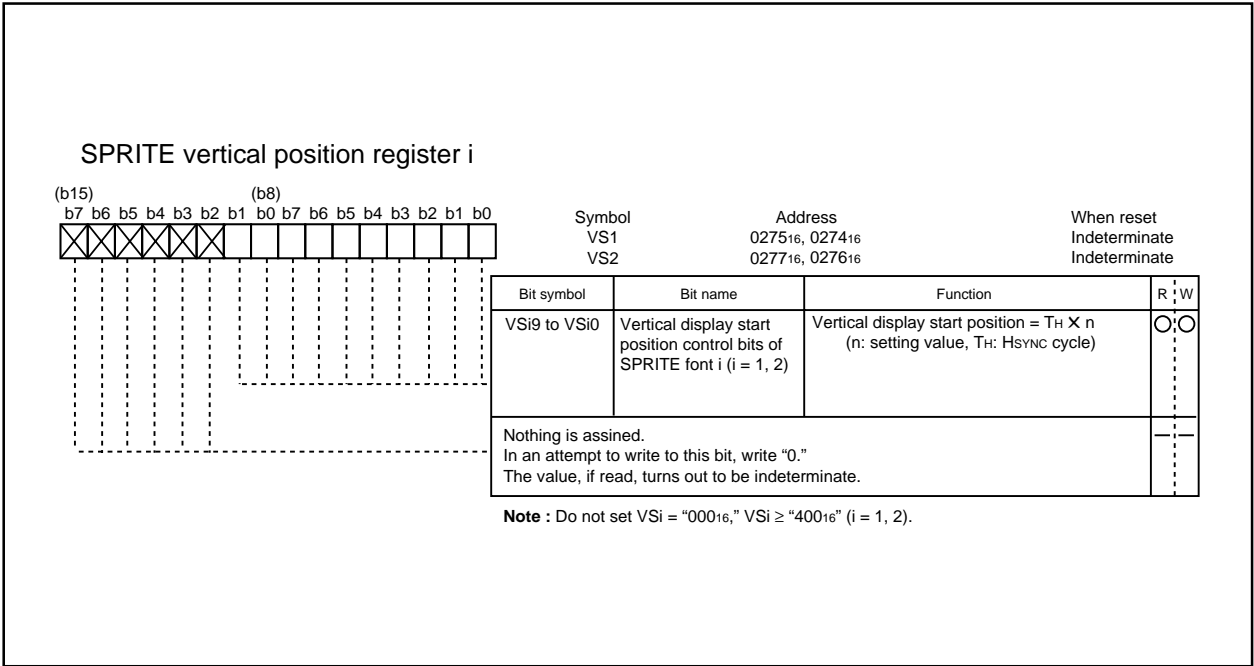 SPRITE vertical position register i
(b15) (b8)
b7 b6 b5 b4 b3 b2 b1 b0 b7 b6 b5 b4 b3 b2 b1 b0
Symbol Address When reset
VS1 027516, 027416 Indeterminate
VS2 027716, 027616 Indeterminate
Bit symbol Bit name Function R W
VSi9 to VSi0 Vertical display start Vertical display start position = TH X n
position control bits of (n: setting value, TH: HSYNC cycle)
SPRITE font i (i = 1, 2)
Nothing is assined.
In an attempt to write to this bit, write “0.”
The value, if read, turns out to be indeterminate.
Note : Do not set VSi = “00016,” VSi ≥ “40016” (i = 1, 2).